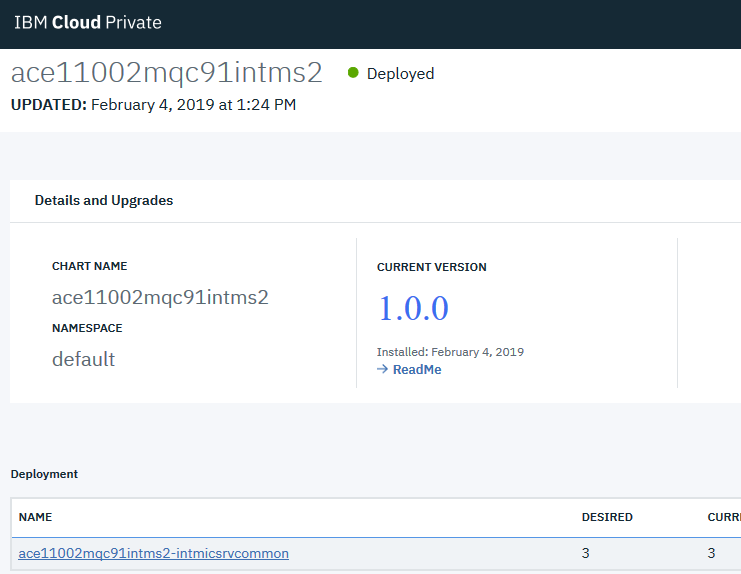 IBM Cloud Private
ace11002mqc91intms2 Deployed
UPDATED: February 4, 2019 at 1:24 PM
Details and Upgrades
CHART NAME
ace11002mqc91intms2
NAMESPACE
default
CURRENT VERSION
1.0.0
Installed: February 4, 2019
→ ReadMe
Deployment
NAME DESIRED CURR
ace11002mqc91intms2-intmicsrvcommon 3 3